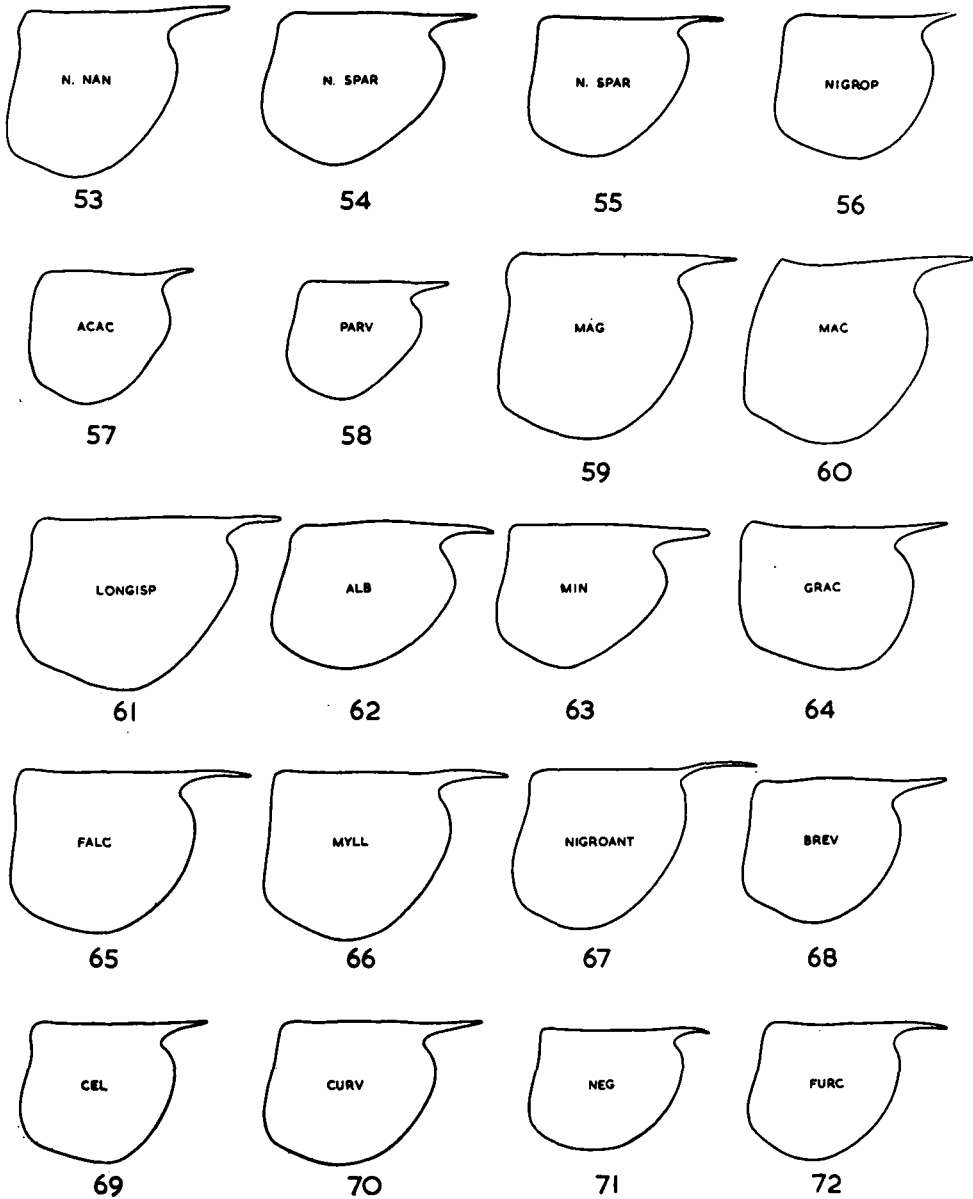 N. NAN N. SPAR N. SPAR NIGROP
53 54 55 56
ACAC PARV MAG MAC
57 58 59 60
LONGISP ALB MIN GRAC
61 62 63 64
FALC MYLL NIGROANT BREV
65 66 67 68
CEL CURV NEG FURC
69 70 71 72